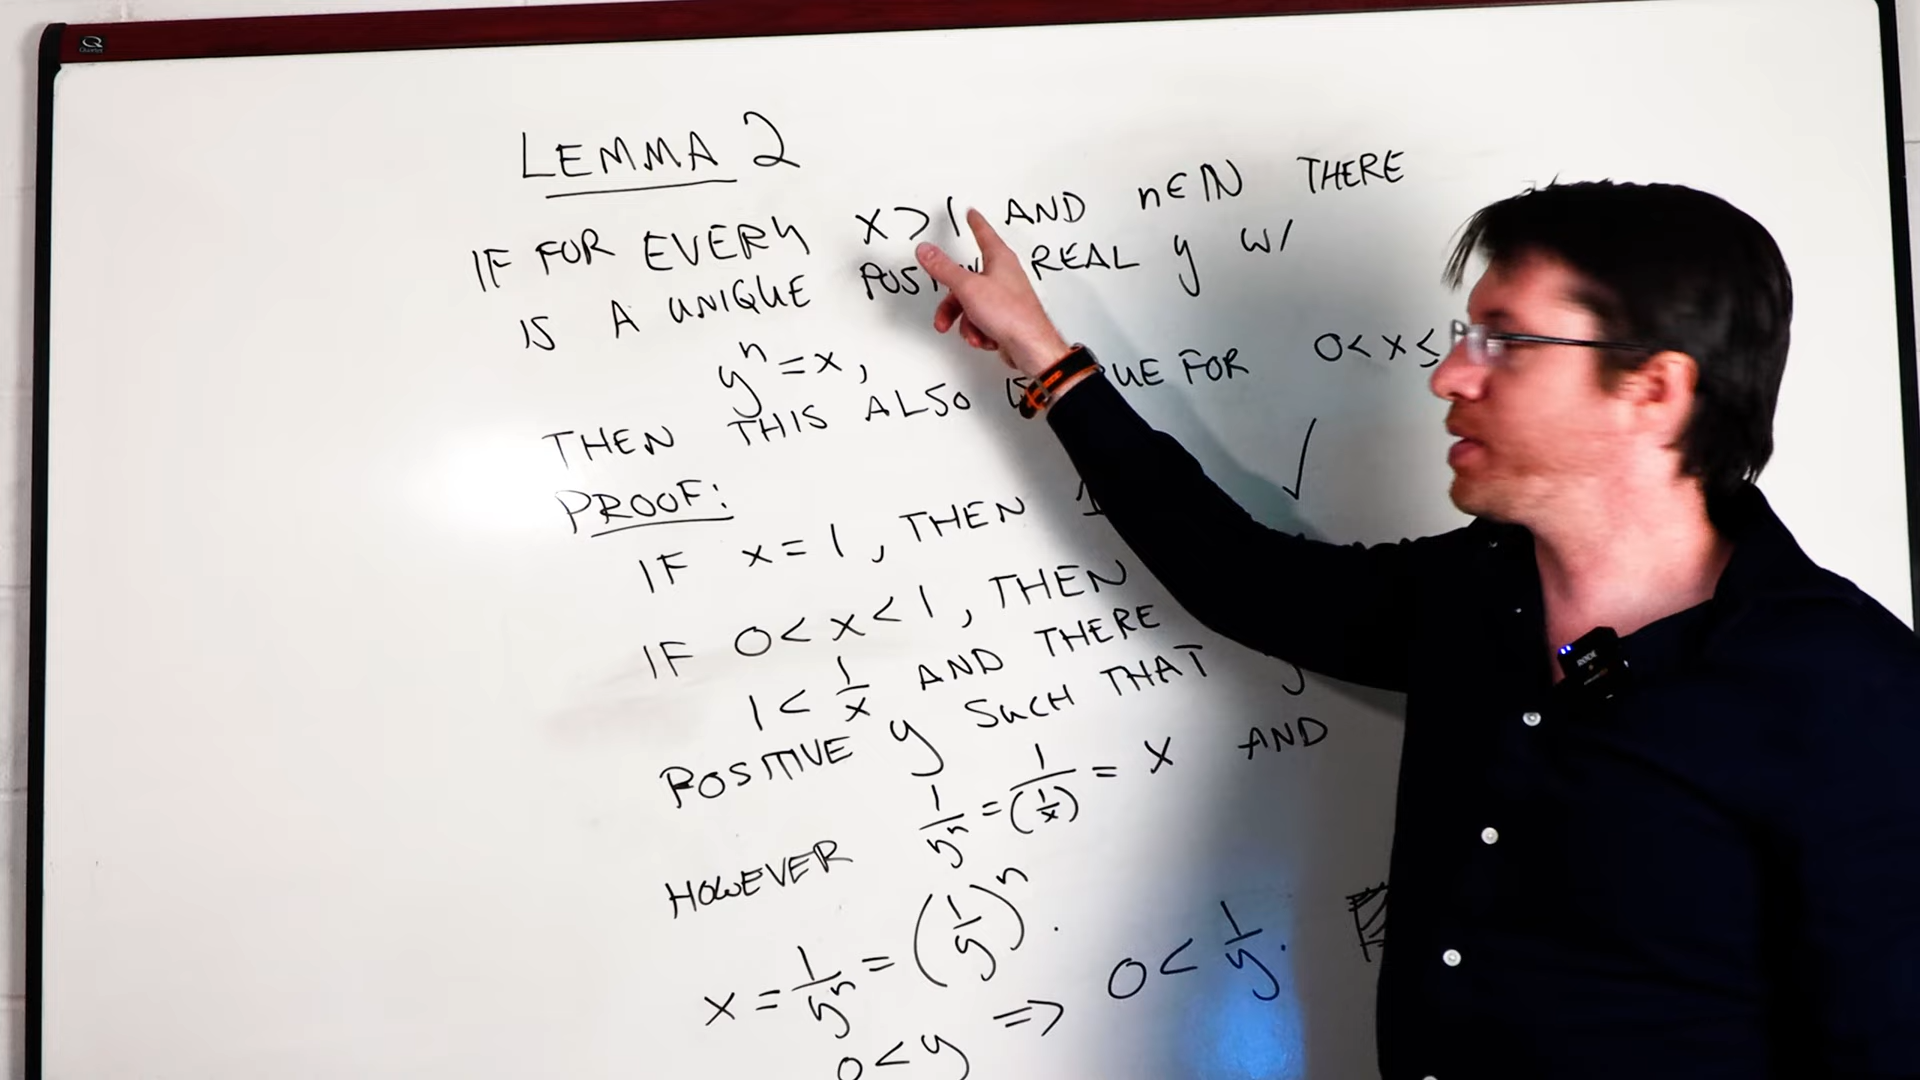 LEMMA 2
IF FOR EVERY x>1 AND n∈ℕ THERE
IS A UNIQUE REAL y w/
yⁿ=x,
THEN THIS ALSO FOR 0<x≤
PROOF:
IF x=1, THEN 1 ✓
IF 0<x<1, THEN
1<1/x AND THERE
POSITIVE y SUCH THAT y
HOWEVER 1/yⁿ = 1/(1/x) = x AND
x = 1/yⁿ = (1/y)ⁿ.
0<y ⇒ 0<1/y.